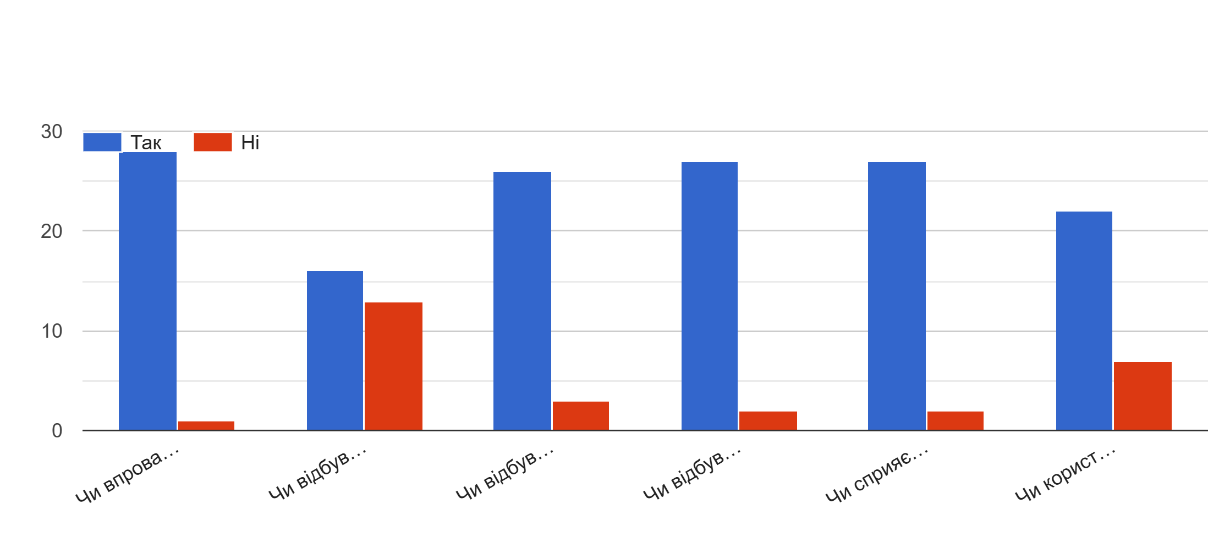 30
Так
Ні
20
10
0
Чи впрова…
Чи відбув…
Чи відбув…
Чи відбув…
Чи сприяє…
Чи корист…